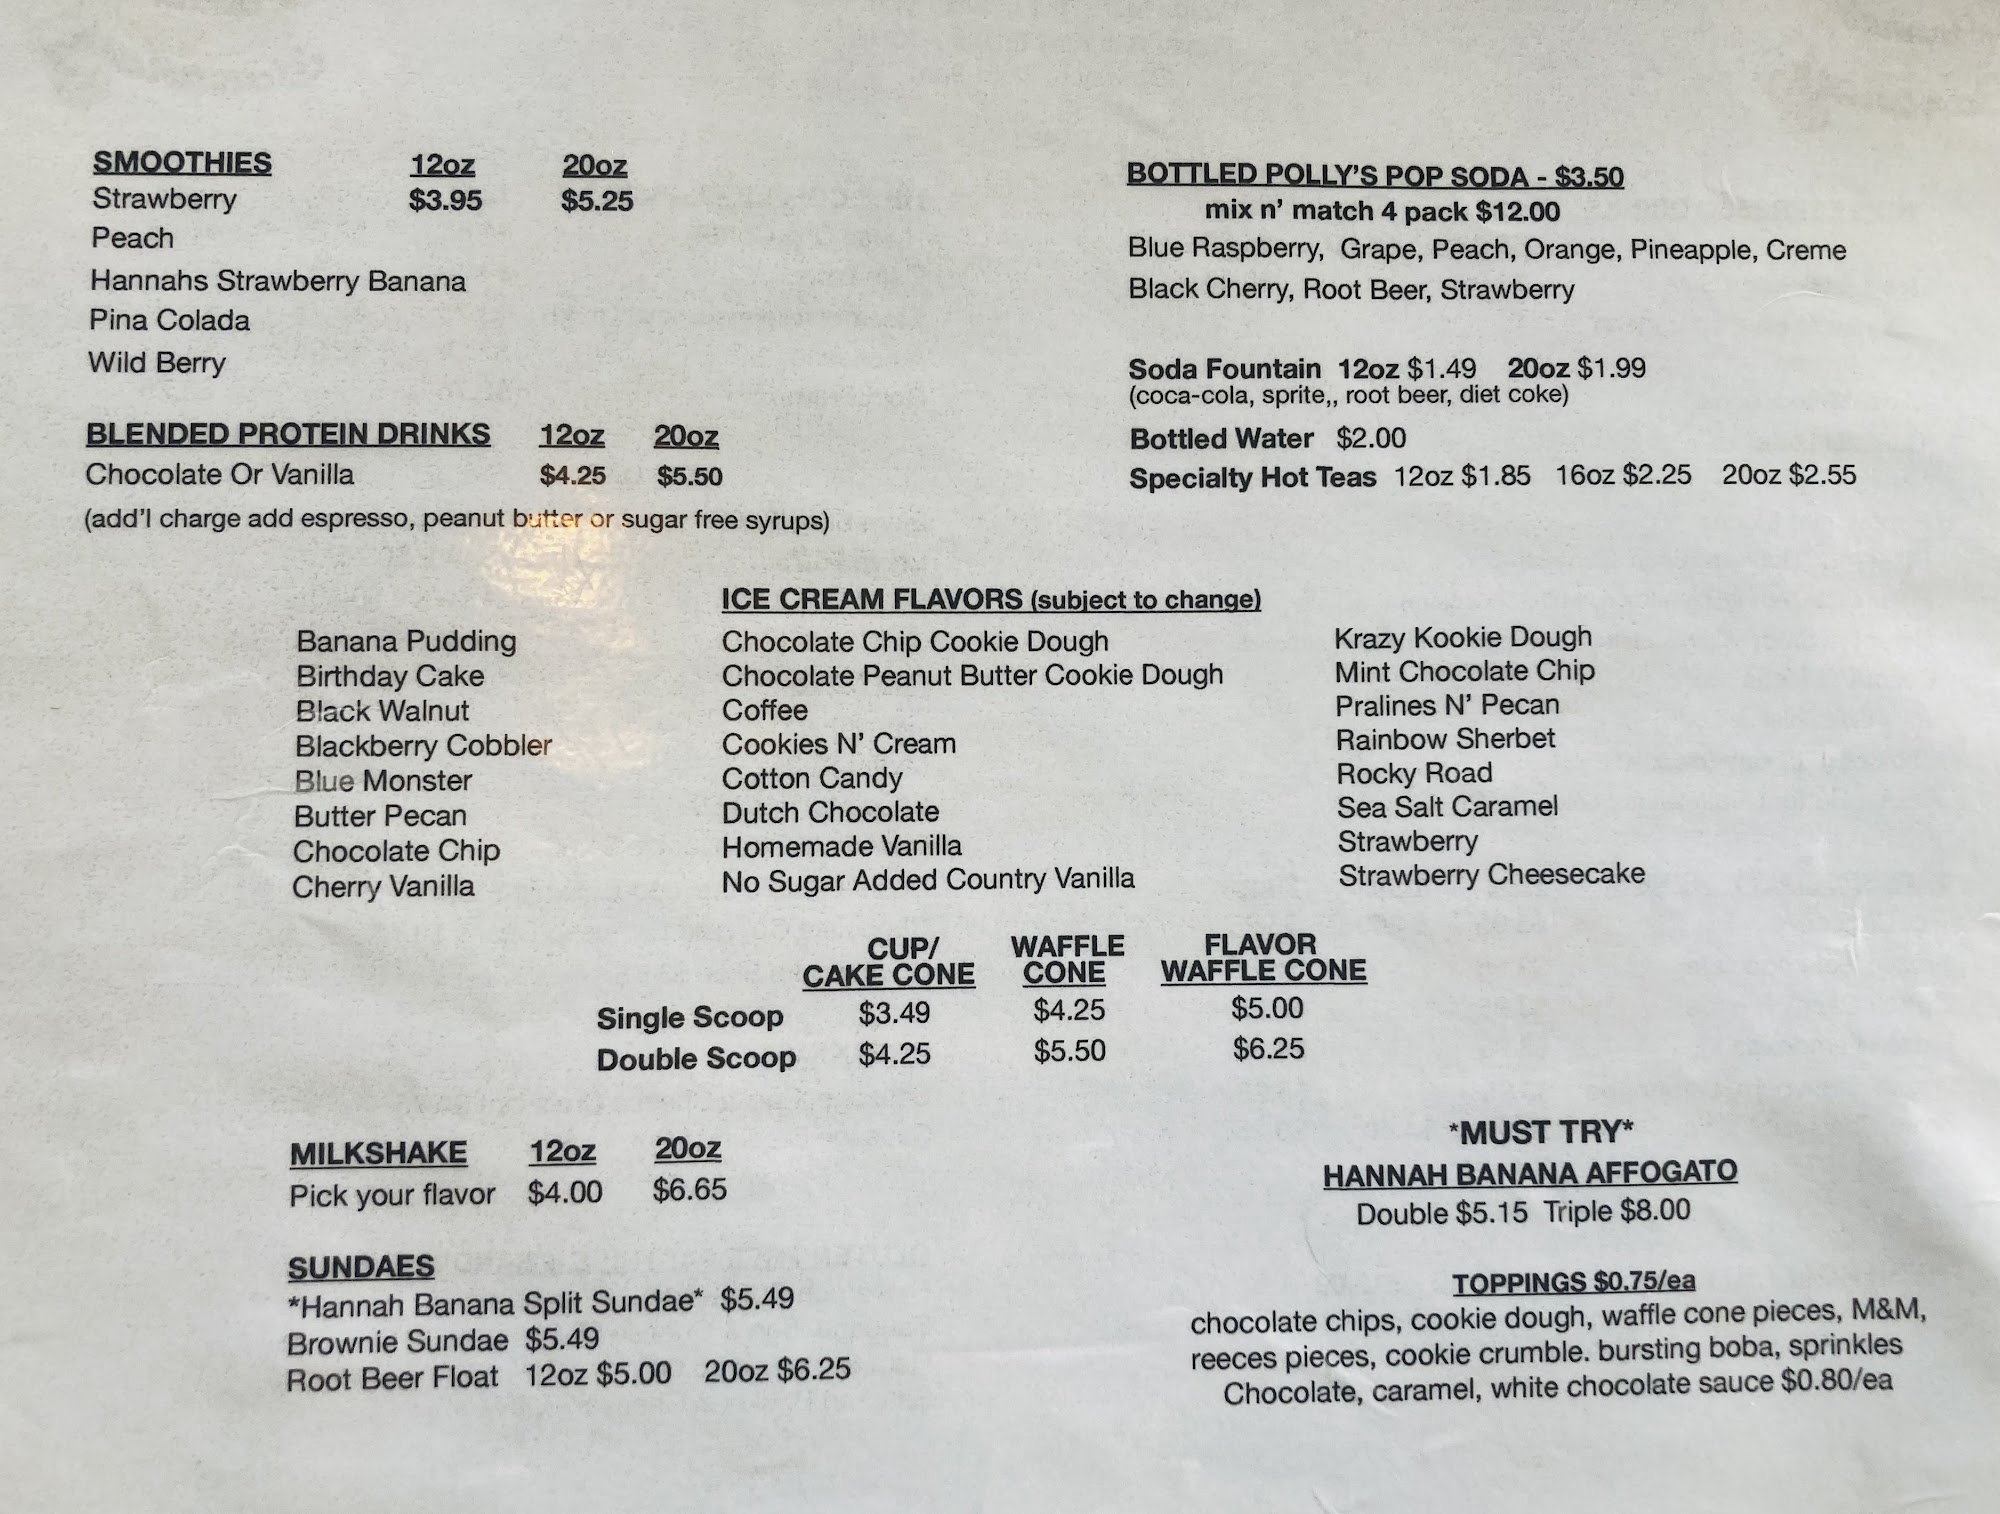 SMOOTHIES 12oz 20oz
Strawberry $3.95 $5.25
Peach
Hannahs Strawberry Banana
Pina Colada
Wild Berry
BLENDED PROTEIN DRINKS 12oz 20oz
Chocolate Or Vanilla $4.25 $5.50
(add'l charge add espresso, peanut butter or sugar free syrups)
BOTTLED POLLY'S POP SODA - $3.50
mix n' match 4 pack $12.00
Blue Raspberry, Grape, Peach, Orange, Pineapple, Creme
Black Cherry, Root Beer, Strawberry
Soda Fountain 12oz $1.49 20oz $1.99
(coca-cola, sprite,, root beer, diet coke)
Bottled Water $2.00
Specialty Hot Teas 12oz $1.85 16oz $2.25 20oz $2.55
ICE CREAM FLAVORS (subject to change)
Banana Pudding
Birthday Cake
Black Walnut
Blackberry Cobbler
Blue Monster
Butter Pecan
Chocolate Chip
Cherry Vanilla
Chocolate Chip Cookie Dough
Chocolate Peanut Butter Cookie Dough
Coffee
Cookies N' Cream
Cotton Candy
Dutch Chocolate
Homemade Vanilla
No Sugar Added Country Vanilla
Krazy Kookie Dough
Mint Chocolate Chip
Pralines N' Pecan
Rainbow Sherbet
Rocky Road
Sea Salt Caramel
Strawberry
Strawberry Cheesecake
CUP/ WAFFLE FLAVOR
CAKE CONE CONE WAFFLE CONE
Single Scoop $3.49 $4.25 $5.00
Double Scoop $4.25 $5.50 $6.25
MILKSHAKE 12oz 20oz
Pick your flavor $4.00 $6.65
SUNDAES
*Hannah Banana Split Sundae* $5.49
Brownie Sundae $5.49
Root Beer Float 12oz $5.00 20oz $6.25
*MUST TRY*
HANNAH BANANA AFFOGATO
Double $5.15 Triple $8.00
TOPPINGS $0.75/ea
chocolate chips, cookie dough, waffle cone pieces, M&M,
reeces pieces, cookie crumble. bursting boba, sprinkles
Chocolate, caramel, white chocolate sauce $0.80/ea